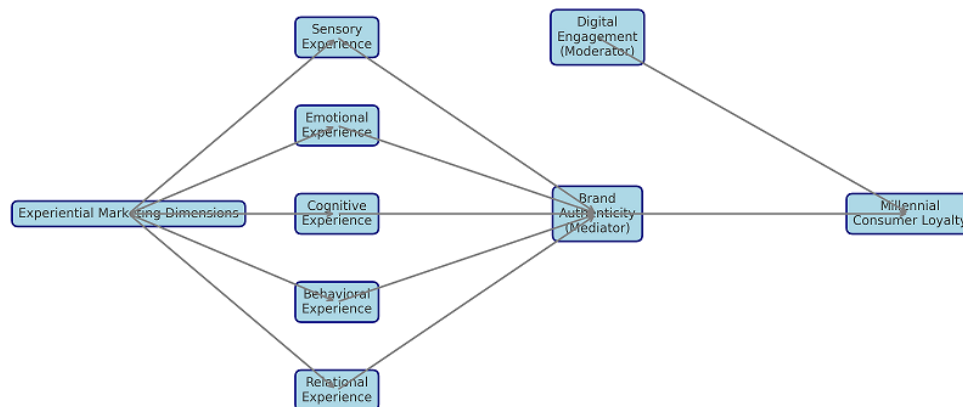 Sensory
Experience
Digital
Engagement
(Moderator)
Emotional
Experience
Experiential Marketing Dimensions
Cognitive
Experience
Brand
Authenticity
(Mediator)
Millennial
Consumer Loyalty
Behavioral
Experience
Relational
Experience